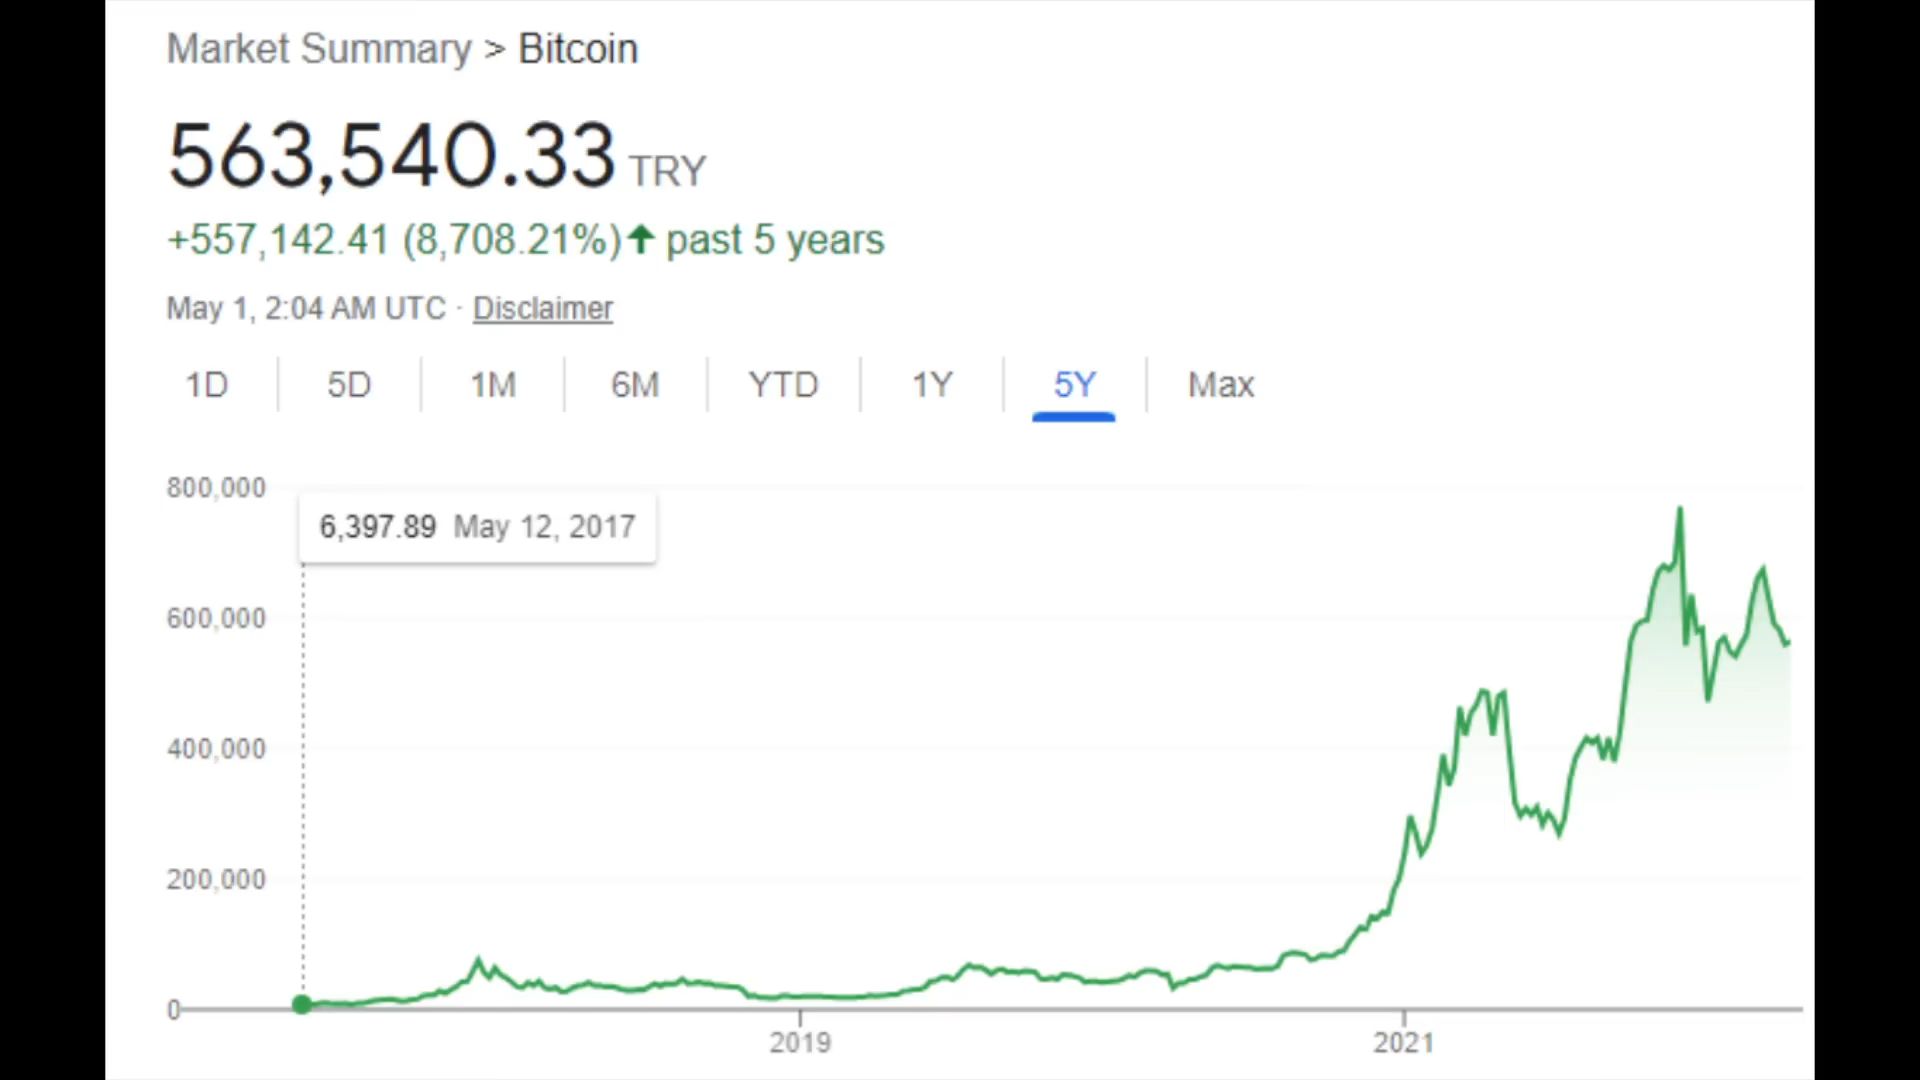 Market Summary > Bitcoin
563,540.33 TRY
+557,142.41 (8,708.21%)↑ past 5 years
May 1, 2:04 AM UTC · Disclaimer
1D 5D 1M 6M YTD 1Y 5Y Max
800,000
6,397.89 May 12, 2017
600,000
400,000
200,000
0
2019 2021